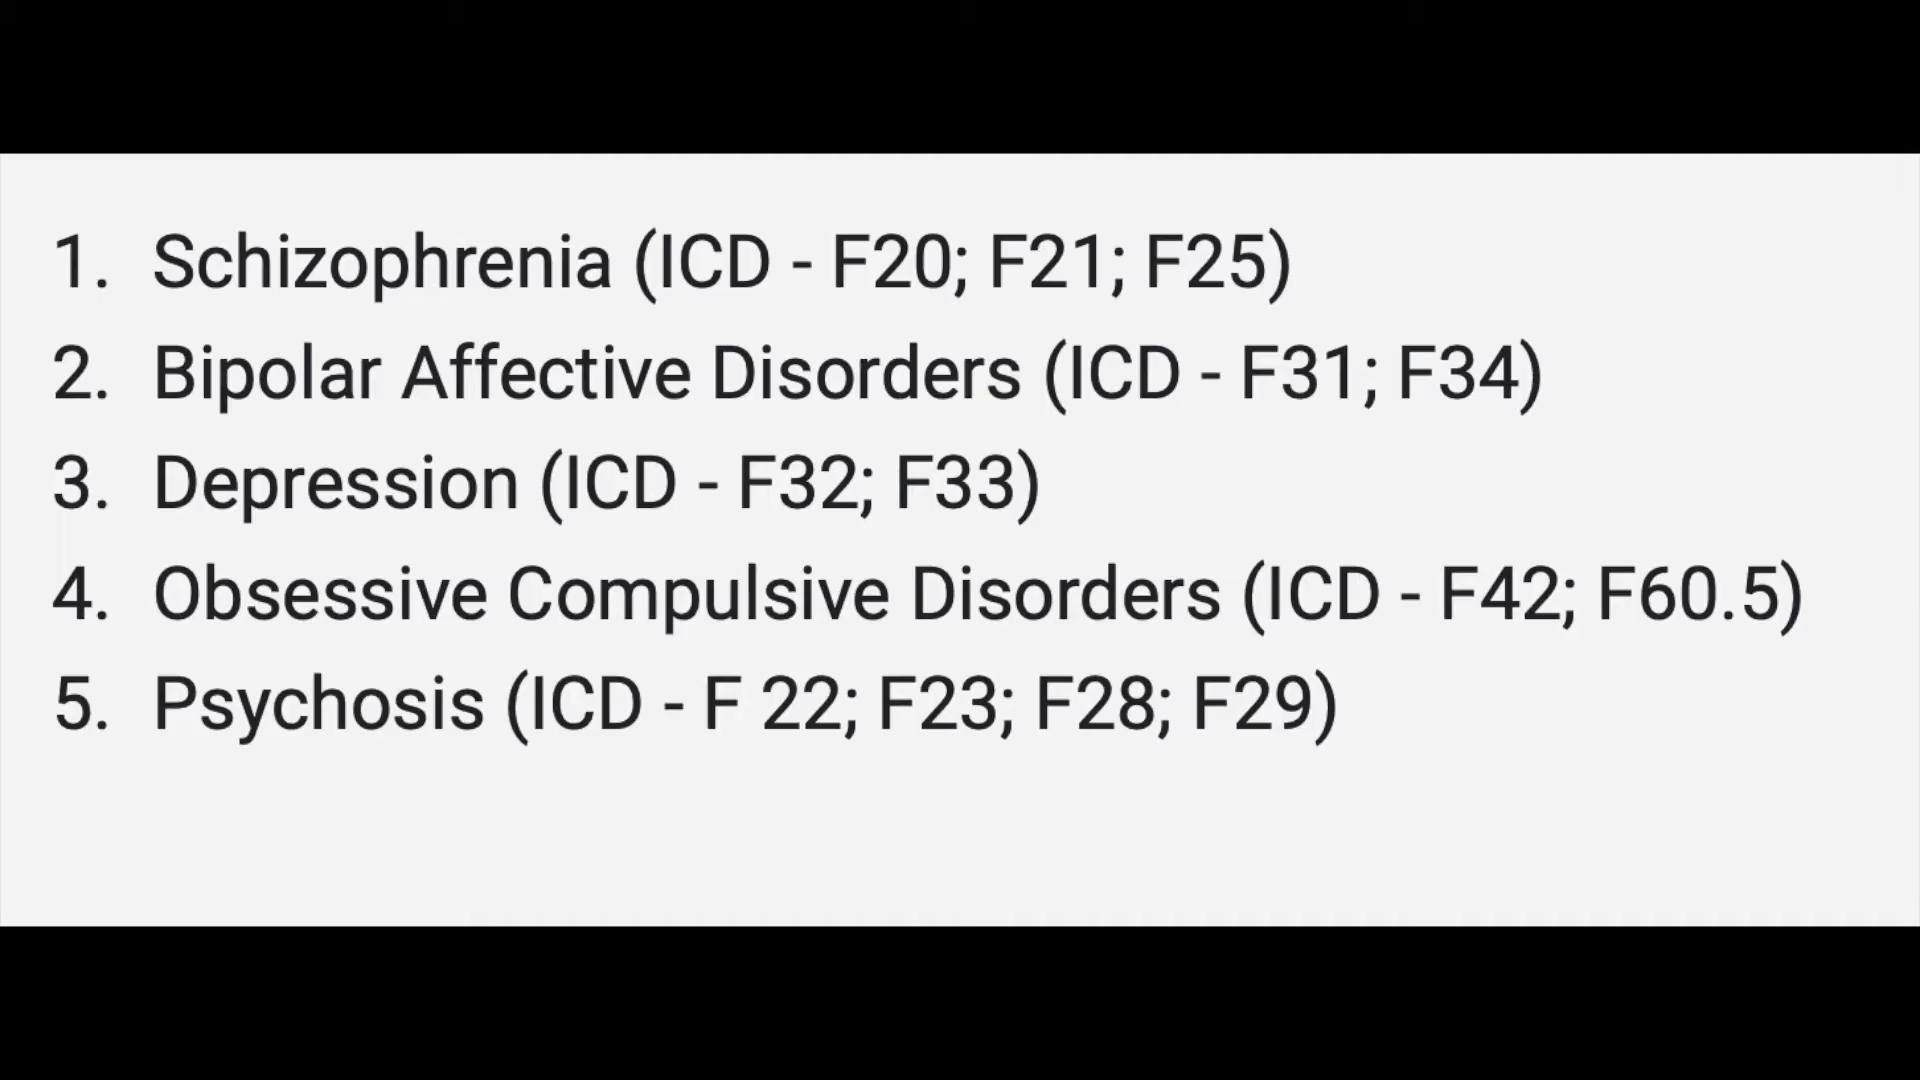 1. Schizophrenia (ICD - F20; F21; F25)
2. Bipolar Affective Disorders (ICD - F31; F34)
3. Depression (ICD - F32; F33)
4. Obsessive Compulsive Disorders (ICD - F42; F60.5)
5. Psychosis (ICD - F 22; F23; F28; F29)